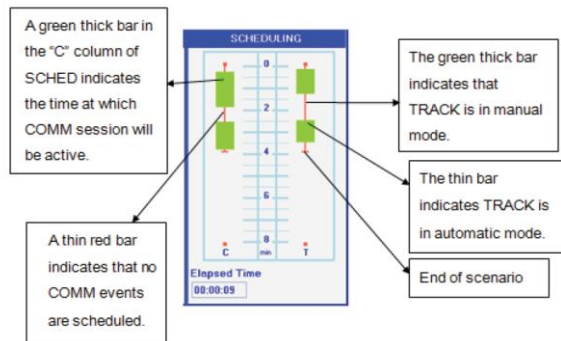 A green thick bar in
the “C” column of
SCHED indicates
the time at which
COMM session will
be active.
A thin red bar
indicates that no
COMM events
are scheduled.
SCHEDULING
0
2
4
6
8
C
min
T
Elapsed Time
00:00:09
The green thick bar
indicates that
TRACK is in manual
mode.
The thin bar
indicates TRACK is
in automatic mode.
End of scenario